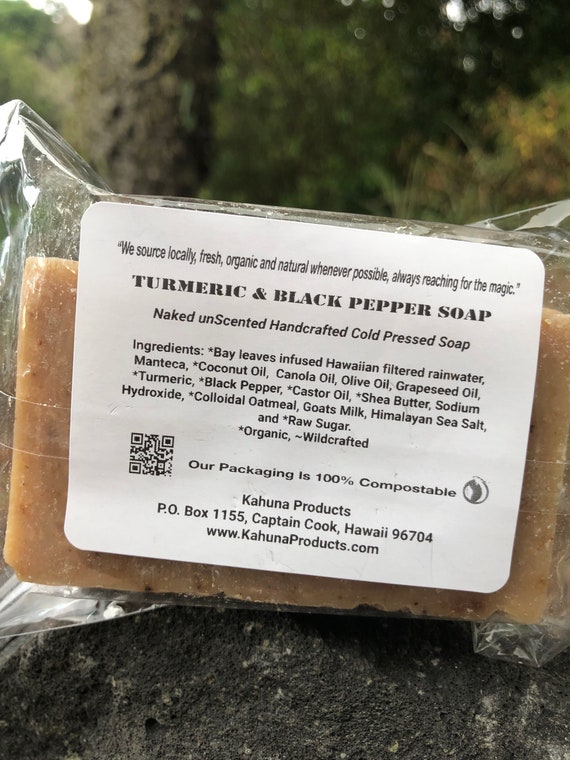 "We source locally, fresh, organic and natural whenever possible, always reaching for the magic."
TURMERIC & BLACK PEPPER SOAP
Naked unScented Handcrafted Cold Pressed Soap
Ingredients: *Bay leaves infused Hawaiian filtered rainwater,
Manteca, *Coconut Oil, Canola Oil, Olive Oil, Grapeseed Oil,
*Turmeric, *Black Pepper, *Castor Oil, *Shea Butter, Sodium
Hydroxide, *Colloidal Oatmeal, Goats Milk, Himalayan Sea Salt,
and *Raw Sugar.
*Organic, ~Wildcrafted
Our Packaging Is 100% Compostable
Kahuna Products
P.O. Box 1155, Captain Cook, Hawaii 96704
www.KahunaProducts.com